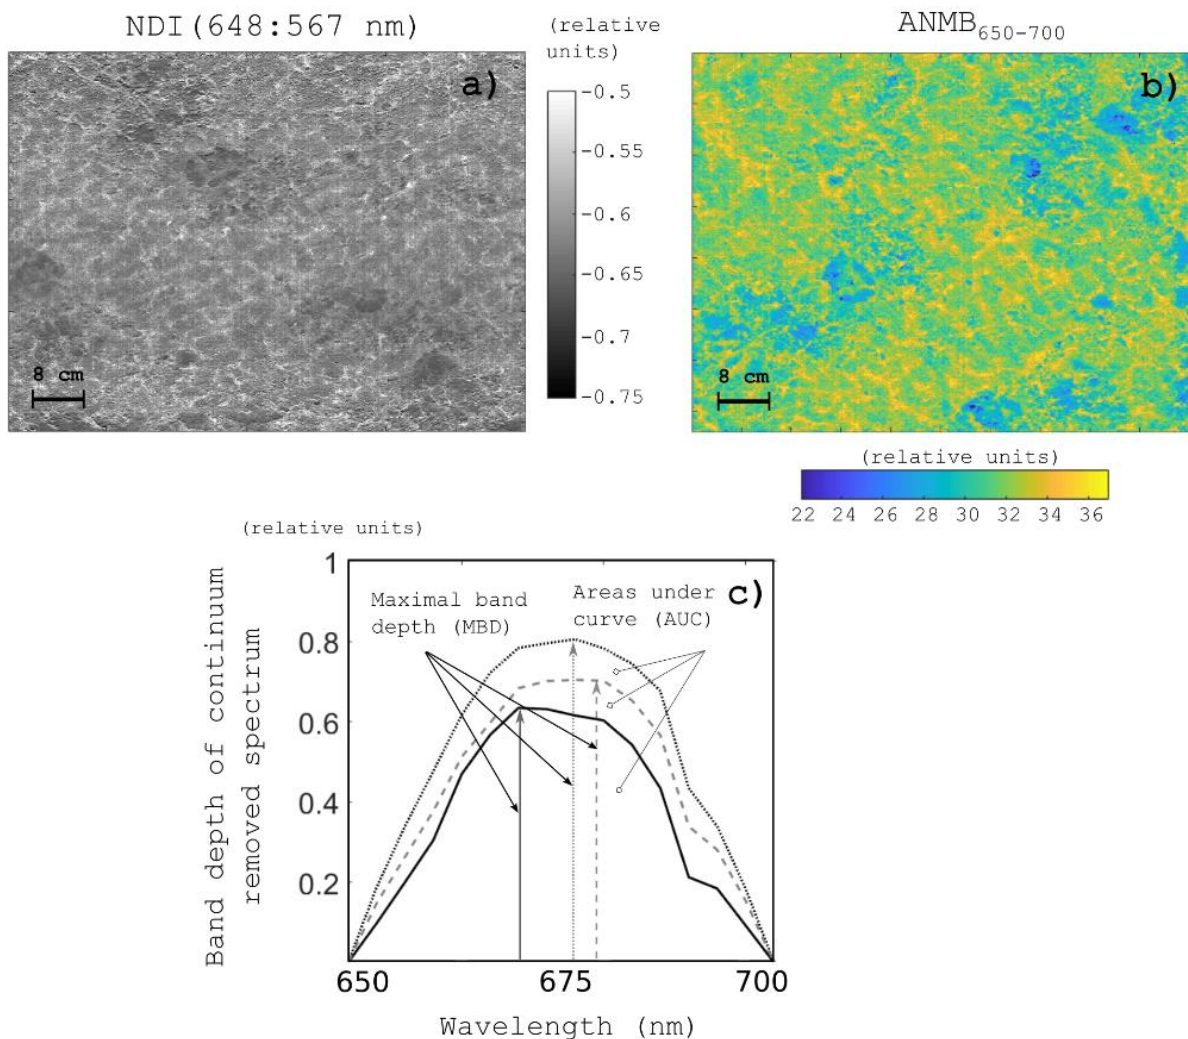 NDI(648:567 nm)
(relative
units)
a)
-0.5
-0.55
-0.6
-0.65
-0.7
-0.75
8 cm
ANMB650-700
b)
8 cm
(relative units)
22 24 26 28 30 32 34 36
(relative units)
Band depth of continuum
removed spectrum
1
0.8
0.6
0.4
0.2
Maximal band
depth (MBD)
Areas under
curve (AUC)
c)
650 675 700
Wavelength (nm)